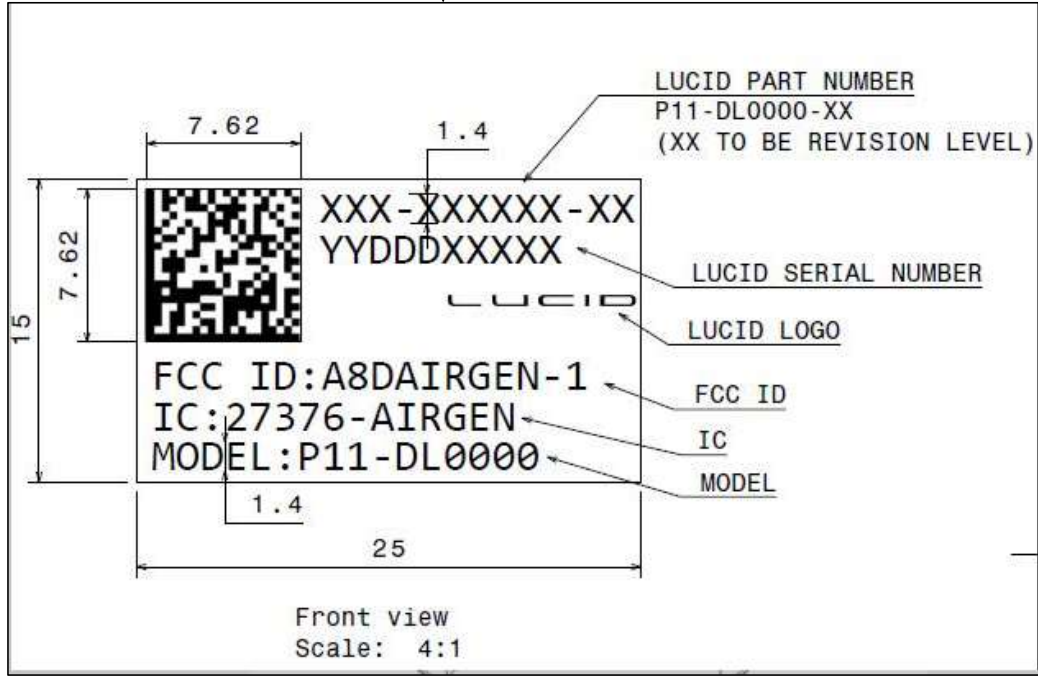 LUCID PART NUMBER
P11-DL0000-XX
(XX TO BE REVISION LEVEL)
7.62
1.4
XXX-XXXXXX-XX
YYDDDXXXXX
7.62
15
LUCID SERIAL NUMBER
LUCID
LUCID LOGO
FCC ID:A8DAIRGEN-1
FCC ID
IC:27376-AIRGEN
IC
MODEL:P11-DL0000
MODEL
1.4
25
Front view
Scale: 4:1